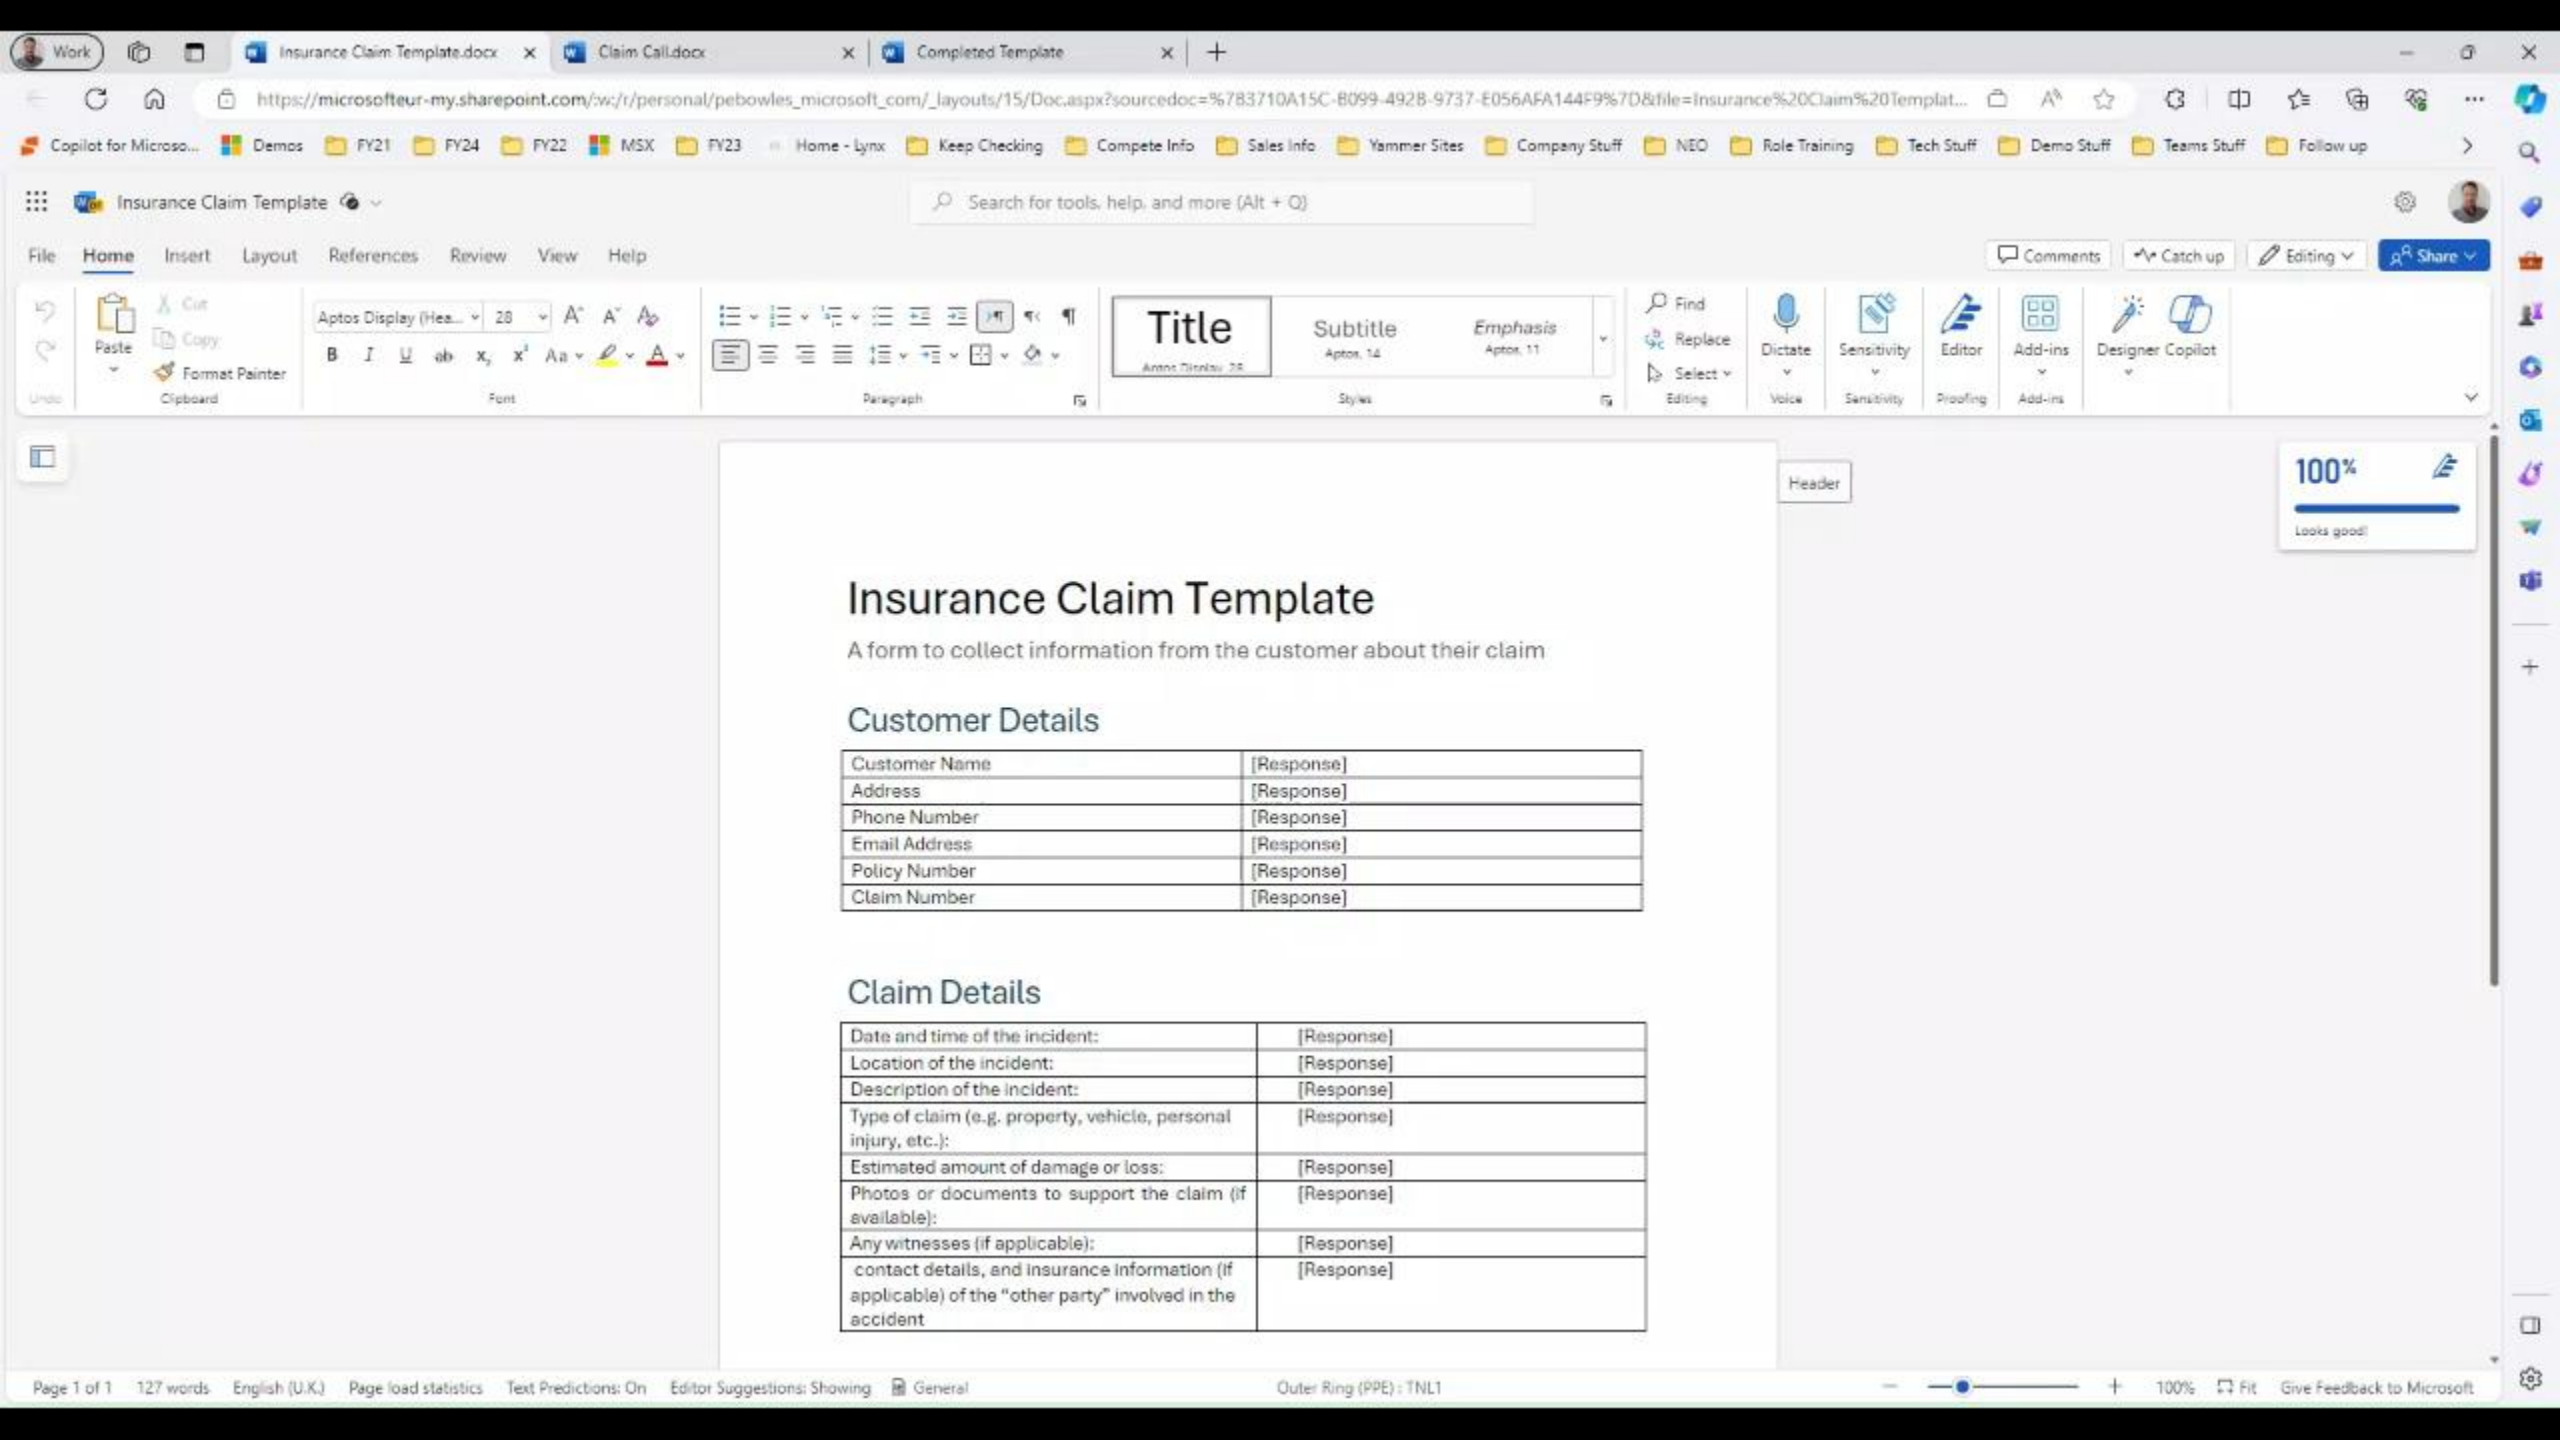 Work
Insurance Claim Template.docx
Claim Call.docx
Completed Template
https://microsofteur-my.sharepoint.com/:w:/r/personal/pebowles_microsoft_com/_layouts/15/Doc.aspx?sourcedoc=%7B3710A15C-B099-4928-9737-E056AFA144F9%7D&file=Insurance%20Claim%20Templat...
Copilot for Microso... Demos FY21 FY24 FY22 MSX FY23 Home - Lynx Keep Checking Compete Info Sales Info Yammer Sites Company Stuff NEO Role Training Tech Stuff Demo Stuff Teams Stuff Follow up
Insurance Claim Template
Search for tools, help, and more (Alt + Q)
File Home Insert Layout References Review View Help
Comments Catch up Editing Share
Paste
Cut
Copy
Format Painter
Aptos Display (Hea... 28
B I U ab x₂ x² Aa A
Title
Aptos Display, 28
Subtitle
Aptos, 14
Emphasis
Aptos, 11
Find
Replace
Select
Dictate Sensitivity Editor Add-ins Designer Copilot
Undo Clipboard Font Paragraph Styles Editing Voice Sensitivity Proofing Add-ins
Header
100%
Looks good!
Insurance Claim Template
A form to collect information from the customer about their claim
Customer Details
Customer Name [Response]
Address [Response]
Phone Number [Response]
Email Address [Response]
Policy Number [Response]
Claim Number [Response]
Claim Details
Date and time of the incident: [Response]
Location of the incident: [Response]
Description of the incident: [Response]
Type of claim (e.g. property, vehicle, personal [Response]
injury, etc.):
Estimated amount of damage or loss: [Response]
Photos or documents to support the claim (if [Response]
available):
Any witnesses (if applicable): [Response]
contact details, and insurance information (if [Response]
applicable) of the “other party” involved in the
accident
Page 1 of 1 127 words English (U.K.) Page load statistics Text Predictions: On Editor Suggestions: Showing General Outer Ring (PPE) : TNL1 100% Fit Give Feedback to Microsoft